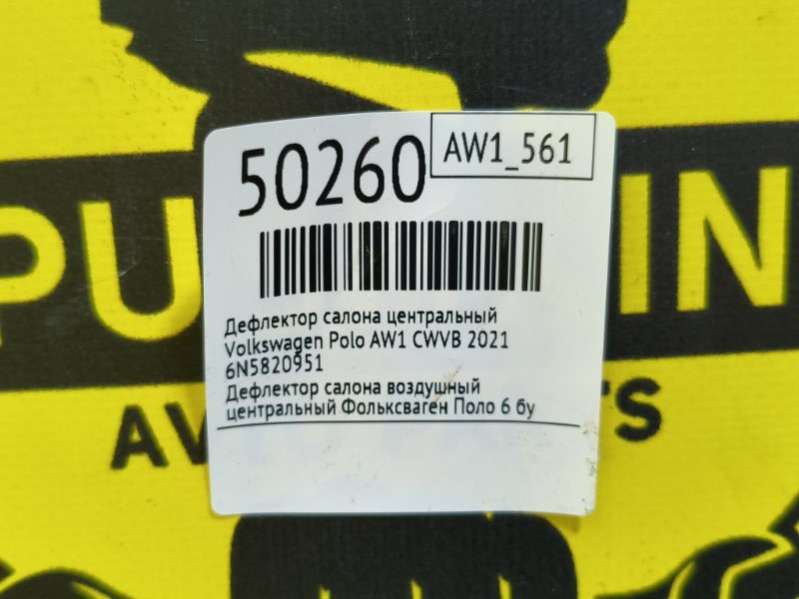 50260
AW1_561
Дефлектор салона центральный
Volkswagen Polo AW1 CWVB 2021
6N5820951
Дефлектор салона воздушный
центральный Фольксваген Поло 6 бу